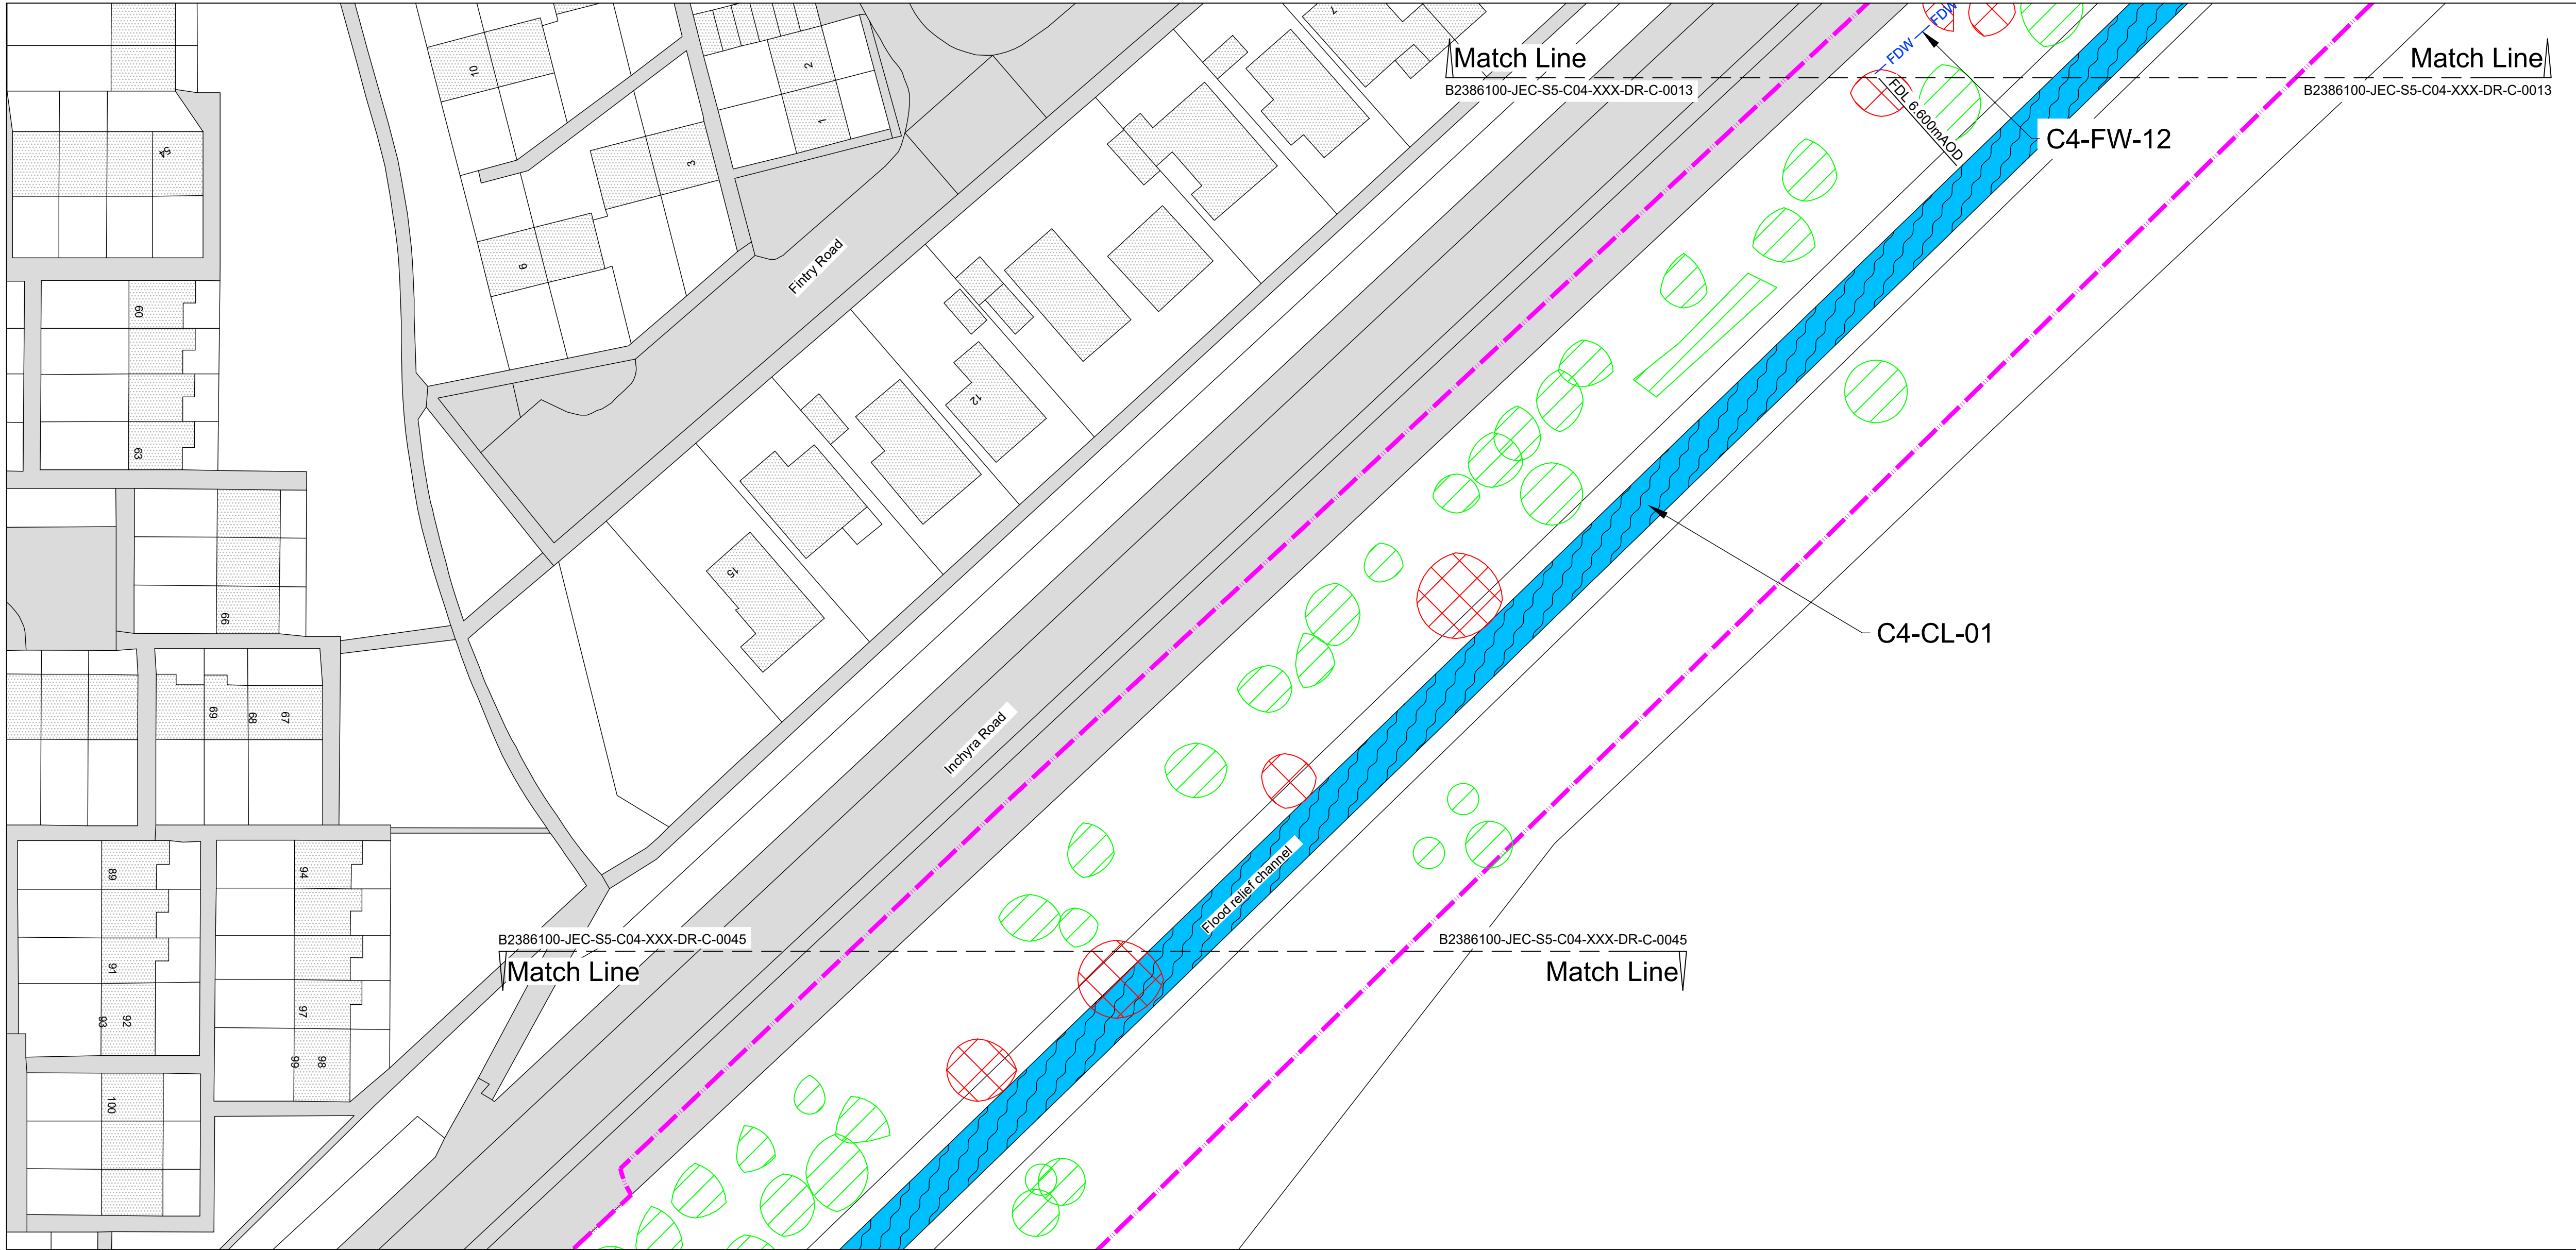 FDW
FDW
7
Match Line
Match Line
B2386100-JEC-S5-C04-XXX-DR-C-0013
B2386100-JEC-S5-C04-XXX-DR-C-0013
10
2
1
FDL 6.600mAOD
C4-FW-12
54
3
9
Fintry Road
60
12
63
15
C4-CL-01
66
69
68
67
Inchyra Road
89
94
Flood relief channel
B2386100-JEC-S5-C04-XXX-DR-C-0045
B2386100-JEC-S5-C04-XXX-DR-C-0045
Match Line
Match Line
91
97
93
92
99
98
100